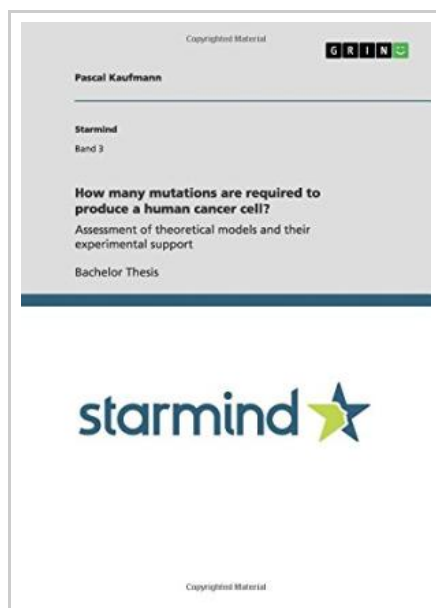 Copyrighted Material
GRIN
Pascal Kaufmann
Starmind
Band 3
How many mutations are required to
produce a human cancer cell?
Assessment of theoretical models and their
experimental support
Bachelor Thesis
starmind
Copyrighted Material